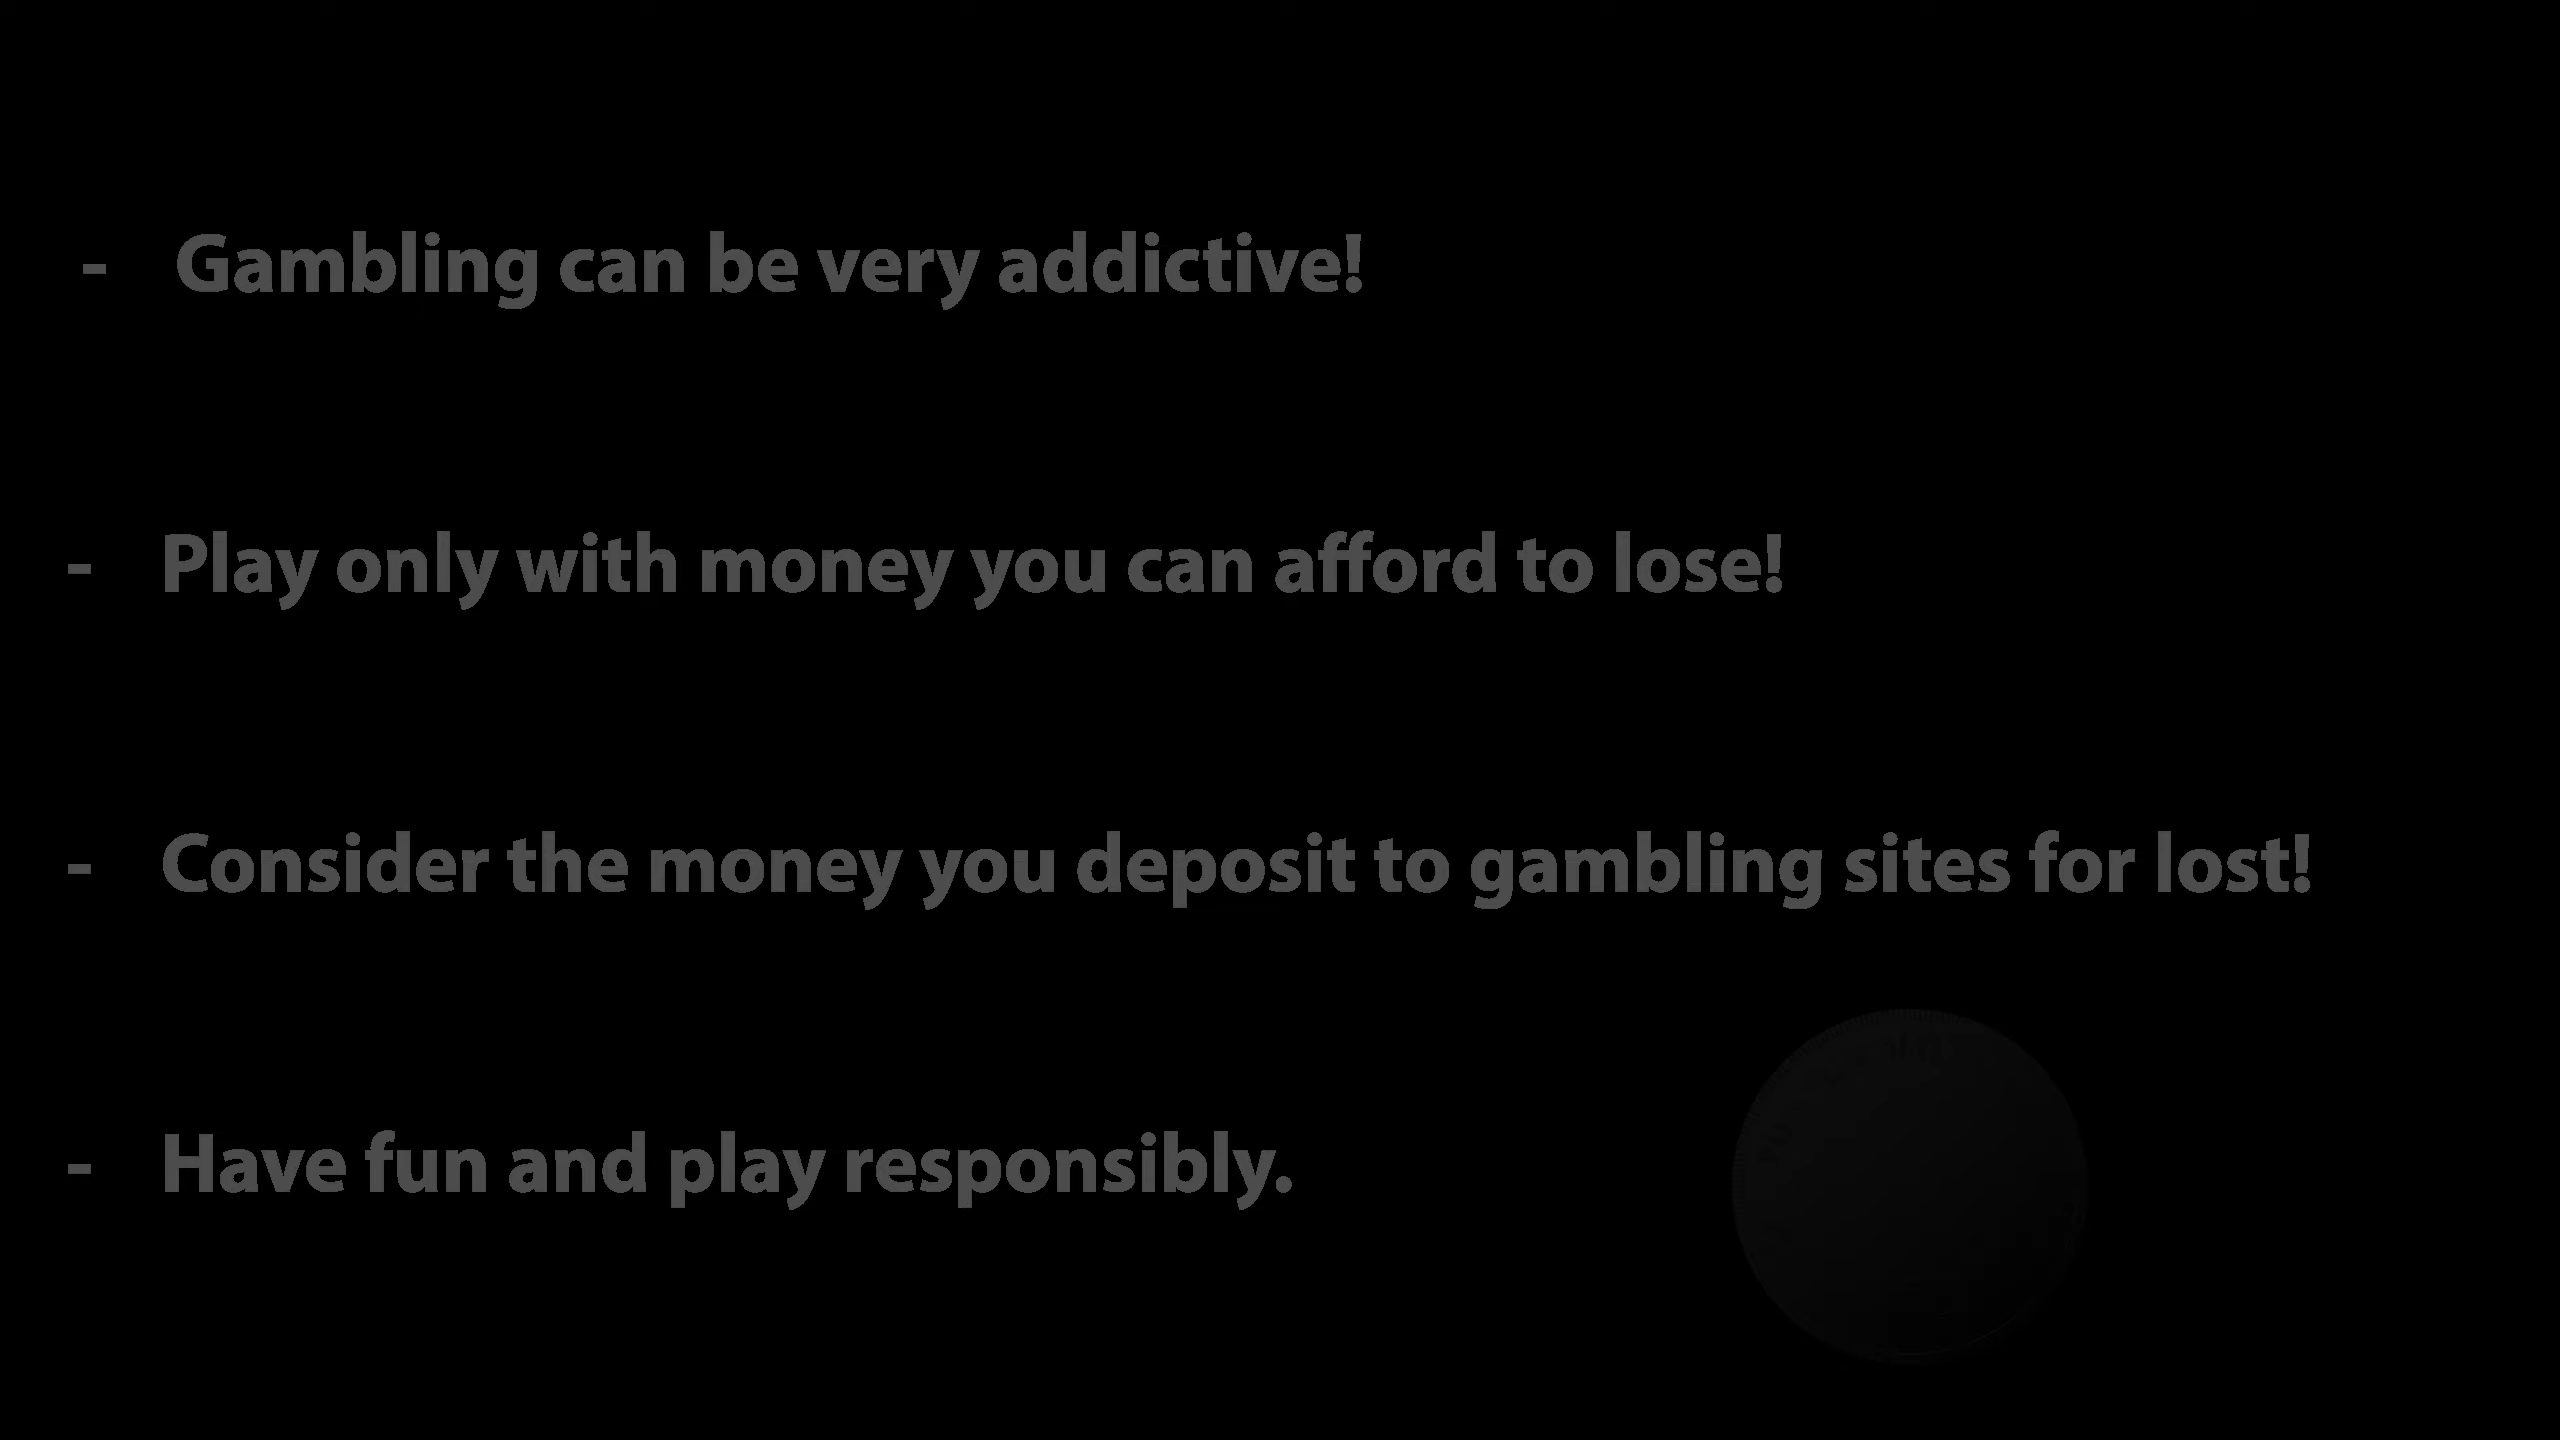 - Gambling can be very addictive!
- Play only with money you can afford to lose!
- Consider the money you deposit to gambling sites for lost!
- Have fun and play responsibly.